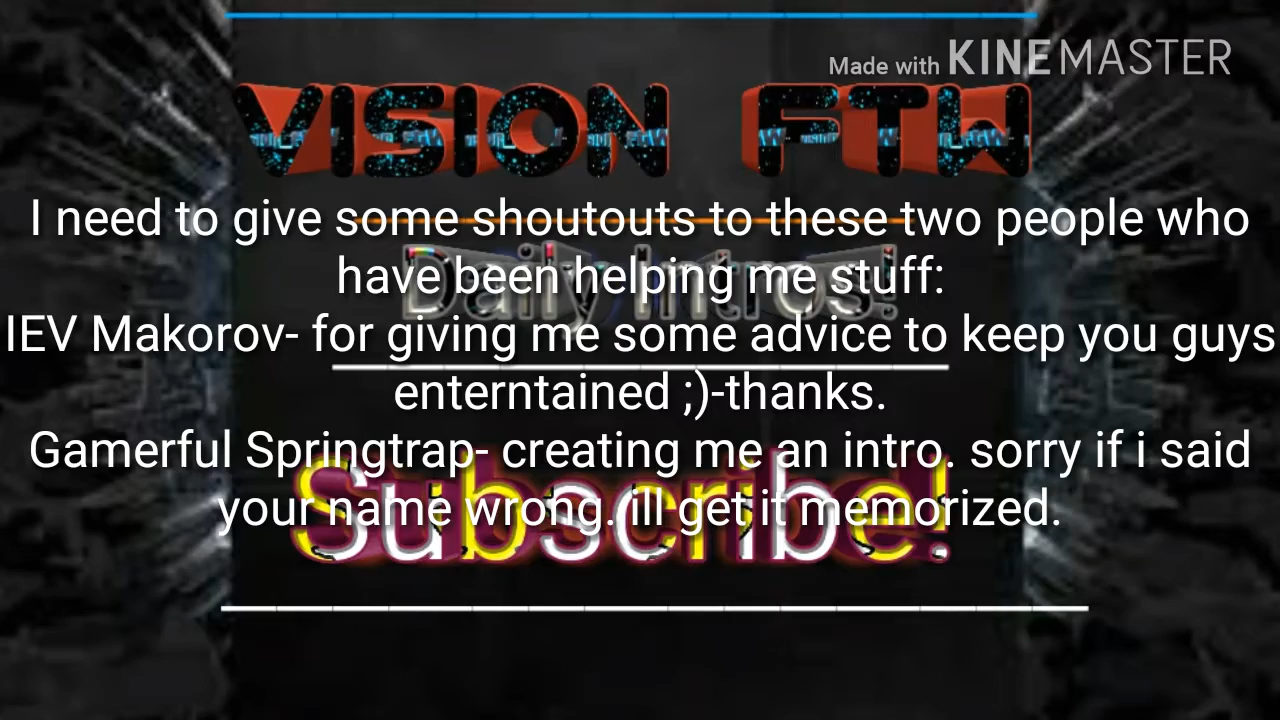 Made with KINEMASTER
VISION FTW
I need to give some shoutouts to these two people who
have been helping me stuff:
Daily Intros!
IEV Makorov- for giving me some advice to keep you guys
enterntained ;)-thanks.
Gamerful Springtrap- creating me an intro. sorry if i said
your name wrong. ill get it memorized.
Subscribe!